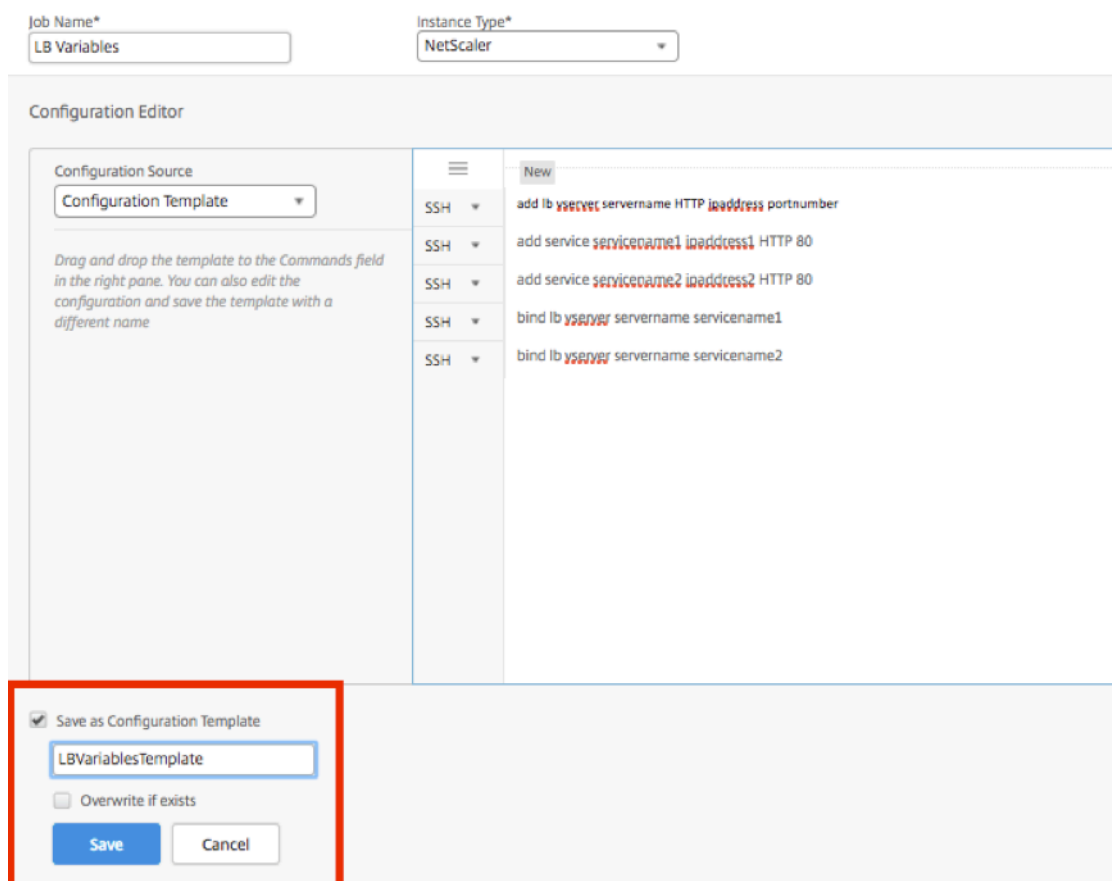 Job Name*
Instance Type*
LB Variables
NetScaler
Configuration Editor
Configuration Source
Configuration Template
Drag and drop the template to the Commands field
in the right pane. You can also edit the
configuration and save the template with a
different name
New
SSH add lb vserver servername HTTP ipaddress portnumber
SSH add service servicename1 ipaddress1 HTTP 80
SSH add service servicename2 ipaddress2 HTTP 80
SSH bind lb vserver servername servicename1
SSH bind lb vserver servername servicename2
Save as Configuration Template
LBVariablesTemplate
Overwrite if exists
Save
Cancel